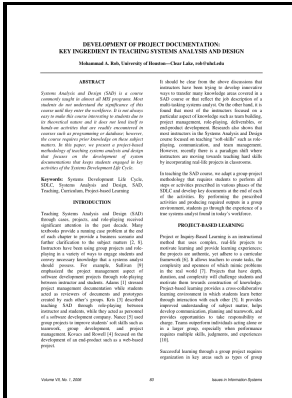 DEVELOPMENT OF PROJECT DOCUMENTATION:
KEY INGREDIENT IN TEACHING SYSTEMS ANALYSIS AND DESIGN
Mohammad A. Rob, University of Houston—Clear Lake, rob@uhcl.edu
ABSTRACT
Systems Analysis and Design (SAD) is a course
commonly taught to almost all MIS programs. Most
students do not understand the significance of this
course until they enter the workforce. It is not always
easy to make this course interesting to students due to
its theoretical nature and it does not lend itself to
hands-on activities that are readily encountered in
courses such as programming or database; however,
the course requires prior knowledge on these subject
matters. In this paper, we present a project-based
methodology of teaching systems analysis and design
that focuses on the development of system
documentations that keeps students engaged in key
activities of the Systems Development Life Cycle.
Keywords: Systems Development Life Cycle,
SDLC, Systems Analysis and Design, SAD,
Teaching, Curriculum, Project-based Learning
INTRODUCTION
Teaching Systems Analysis and Design (SAD)
through cases, projects, and role-play received
significant attention in the past decade. Many
textbooks provide a running case problem at the end
of each chapter to provide a business scenario and
further clarification to the subject matters
Instructors have been using group projects and role-
playing in a variety of ways to engage students and
convey necessary knowledge that a systems analyst
should possess. For example, Sullivan [9]
emphasized the project management aspect of
software development projects through role-playing
between instructor and students. Adams [1] stressed
project management documentation while students
acted as reviewers of documents and prototypes
created by each other's groups. Kris [3] described
teaching SAD through role-playing between
instructor and students, while they acted as personnel
of a software development company. Nance [5] used
group projects to improve students' soft skills such as
teamwork, group development, and project
management. Kovacs and Rowell [4] focused on the
development of an end-product such as a web-based
project.
It should be clear from the above discussions that
instructors have been trying to develop innovative
ways to transfer many knowledge areas covered in a
SAD course or that reflect the job description of a
multi-tasking systems analyst. On the other hand, it is
found that most of the instructors focused on a
particular aspect of knowledge such as team building,
project management, role-playing, deliverables, or
end-product development. Research also shows that
most instructors in the Systems Analysis and Design
course focused on teaching "soft-skills" such as role-
playing, communication, and team management.
However, recently there is a paradigm shift where
instructors are moving towards teaching hard skills
by incorporating real-life projects in classrooms.
In teaching the SAD course, we adapt a group project
methodology that requires students to perform all
steps or activities prescribed in various phases of the
SDLC and develop key documents at the end of each
of the activities. By performing the prescribed
activities and producing required outputs in a group
environment, students go through the experience of a
true systems analyst found in today's workforce.
PROJECT-BASED LEARNING
Project or Inquiry-Based Learning is an instructional
method that uses complex, real-life projects to
motivate learning and provide learning experiences;
the projects are authentic, yet adhere to a curricular
framework [6]. It allows teachers to create tasks, the
complexity and openness of which mimic problems
in the real world [7]. Projects that have depth,
duration, and complexity will challenge students and
motivate them towards construction of knowledge.
Project-based learning provides a cross-collaborative
learning environment in which students learn better
through interaction with each other [5]. It provides
improved understanding of subject matter, helps
develop communication, planning and teamwork, and
provides opportunities to take responsibility or
charge. Teams outperform individuals acting alone or
in a larger group, especially when performance
requires multiple skills, judgments, and experiences
[10].
Successful learning through a group project requires
organization in key areas such as types of group
Volume VII, No. 1, 2006
Issues in Information Systems